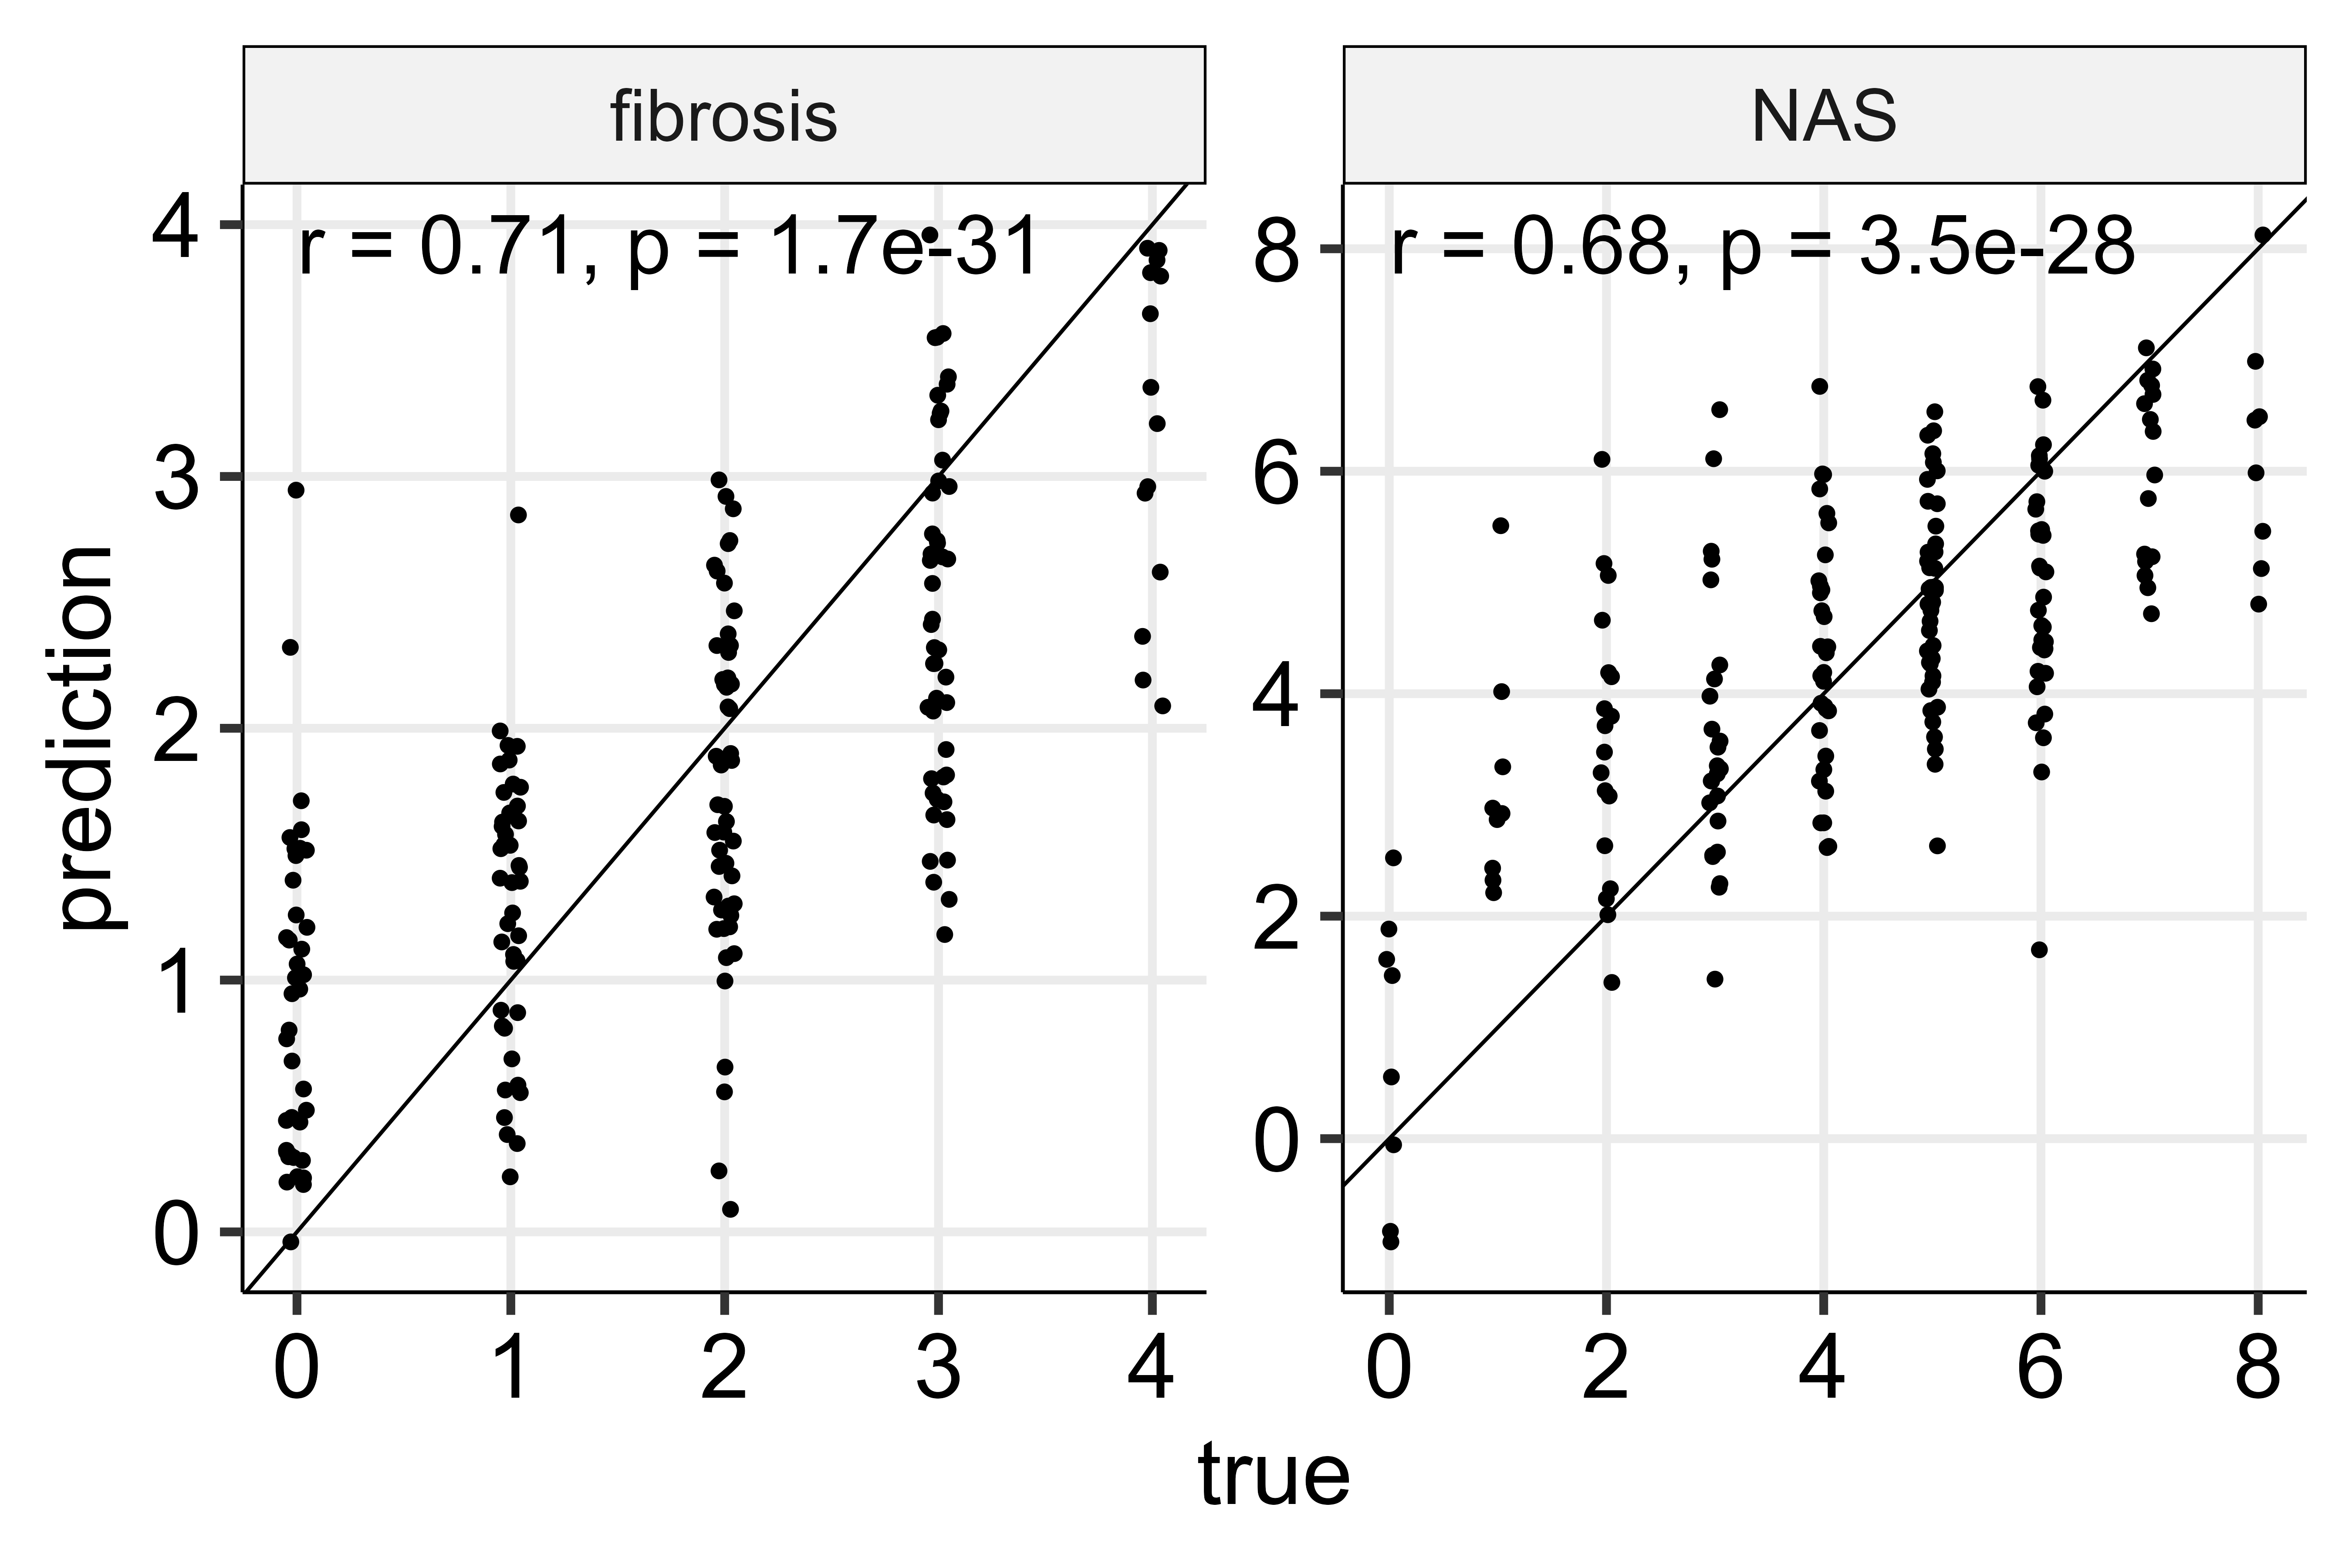 fibrosis
NAS
r = 0.71, p = 1.7e-31
r = 0.68, p = 3.5e-28
prediction
4
3
2
1
0
8
6
4
2
0
0 1 2 3 4
0 2 4 6 8
true